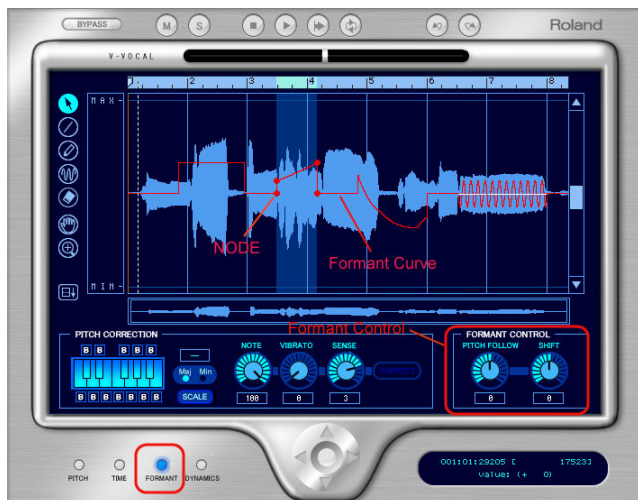 BYPASS M S Roland
V-VOCAL
1 2 3 4 5 6 7 8
MAX
NODE
Formant Curve
MIN
Formant Control
PITCH CORRECTION
FORMANT CONTROL
B B B B B
NOTE VIBRATO SENSE
PITCH FOLLOW SHIFT
Maj Min
CORRECT
B B B B B B B
SCALE
100 0 3
0 0
001:01:29205 [ 17523]
value: (+ 0)
PITCH TIME FORMANT DYNAMICS